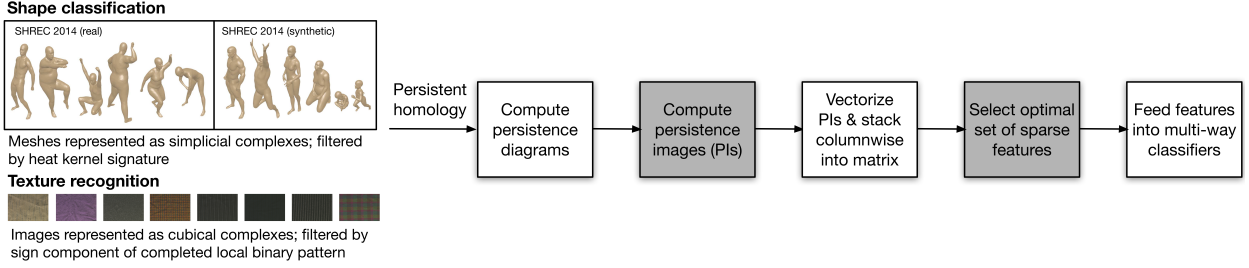 Shape classification
SHREC 2014 (real)
SHREC 2014 (synthetic)
Meshes represented as simplicial complexes; filtered
by heat kernel signature
Texture recognition
Images represented as cubical complexes; filtered by
sign component of completed local binary pattern
Persistent
homology
Compute
persistence
diagrams
Compute
persistence
images (PIs)
Vectorize
PIs & stack
columnwise
into matrix
Select optimal
set of sparse
features
Feed features
into multi-way
classifiers